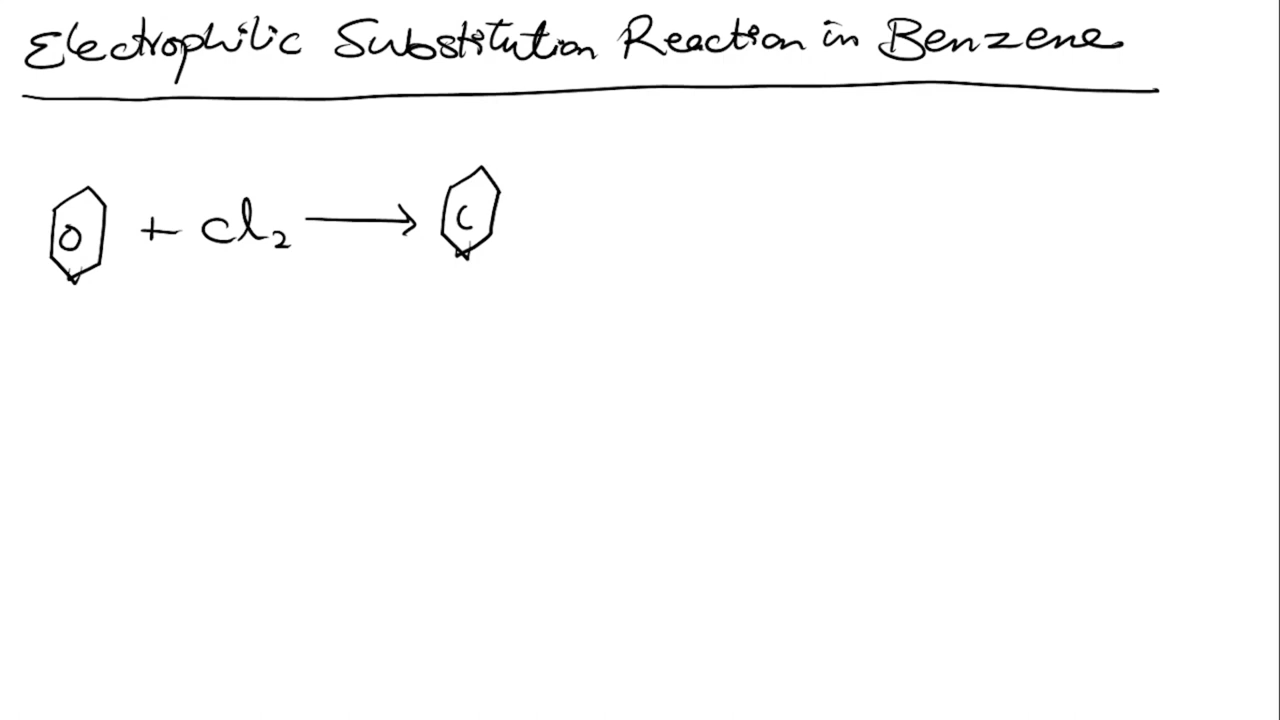 Electrophilic Substitution Reaction in Benzene
+ Cl₂ ⟶